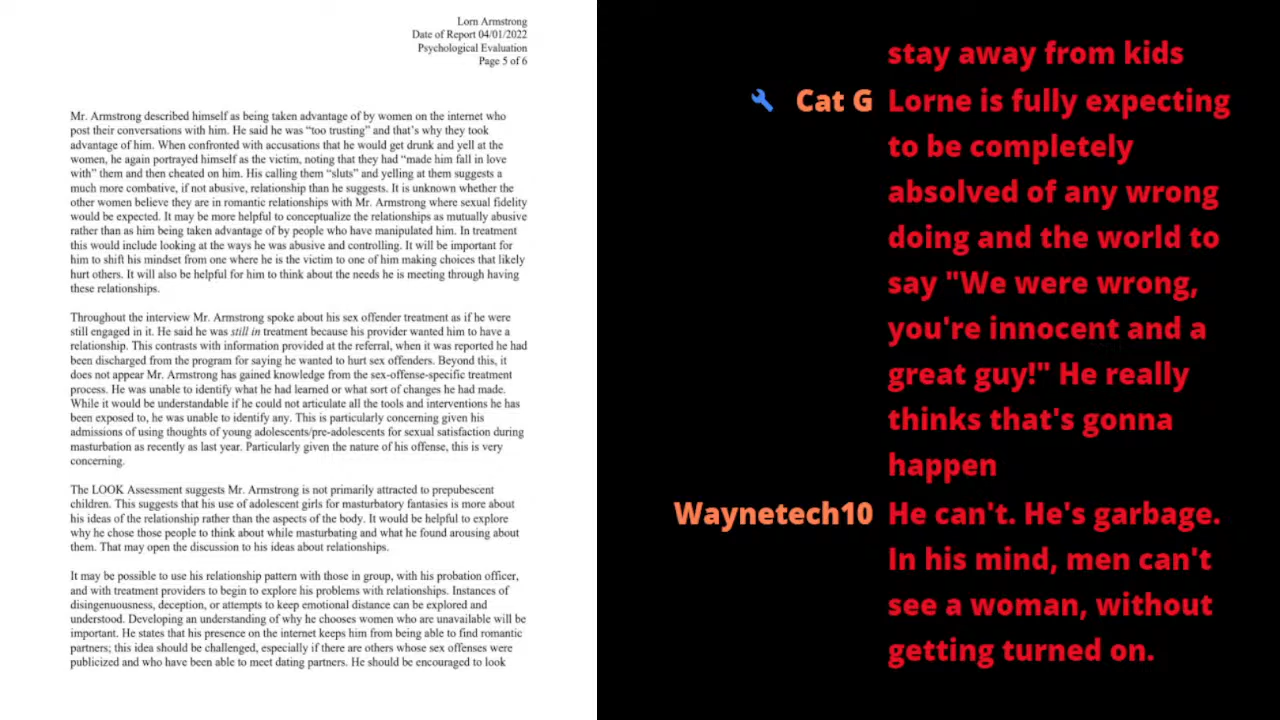 Lorn Armstrong
Date of Report 04/01/2022
Psychological Evaluation
Page 5 of 6
Mr. Armstrong described himself as being taken advantage of by women on the internet who
post their conversations with him. He said he was “too trusting” and that’s why they took
advantage of him. When confronted with accusations that he would get drunk and yell at the
women, he again portrayed himself as the victim, noting that they had “made him fall in love
with” them and then cheated on him. His calling them “sluts” and yelling at them suggests a
much more combative, if not abusive, relationship than he suggests. It is unknown whether the
other women believe they are in romantic relationships with Mr. Armstrong where sexual fidelity
would be expected. It may be more helpful to conceptualize the relationships as mutually abusive
rather than as him being taken advantage of by people who have manipulated him. In treatment
this would include looking at the ways he was abusive and controlling. It will be important for
him to shift his mindset from one where he is the victim to one of him making choices that likely
hurt others. It will also be helpful for him to think about the needs he is meeting through having
these relationships.
Throughout the interview Mr. Armstrong spoke about his sex offender treatment as if he were
still engaged in it. He said he was still in treatment because his provider wanted him to have a
relationship. This contrasts with information provided at the referral, when it was reported he had
been discharged from the program for saying he wanted to hurt sex offenders. Beyond this, it
does not appear Mr. Armstrong has gained knowledge from the sex-offense-specific treatment
process. He was unable to identify what he had learned or what sort of changes he had made.
While it would be understandable if he could not articulate all the tools and interventions he has
been exposed to, he was unable to identify any. This is particularly concerning given his
admissions of using thoughts of young adolescents/pre-adolescents for sexual satisfaction during
masturbation as recently as last year. Particularly given the nature of his offense, this is very
concerning.
The LOOK Assessment suggests Mr. Armstrong is not primarily attracted to prepubescent
children. This suggests that his use of adolescent girls for masturbatory fantasies is more about
his ideas of the relationship rather than the aspects of the body. It would be helpful to explore
why he chose those people to think about while masturbating and what he found arousing about
them. That may open the discussion to his ideas about relationships.
It may be possible to use his relationship pattern with those in group, with his probation officer,
and with treatment providers to begin to explore his problems with relationships. Instances of
disingenuousness, deception, or attempts to keep emotional distance can be explored and
understood. Developing an understanding of why he chooses women who are unavailable will be
important. He states that his presence on the internet keeps him from being able to find romantic
partners; this idea should be challenged, especially if there are others whose sex offenses were
publicized and who have been able to meet dating partners. He should be encouraged to look
stay away from kids
Cat G Lorne is fully expecting
to be completely
absolved of any wrong
doing and the world to
say "We were wrong,
you're innocent and a
great guy!" He really
thinks that's gonna
happen
Waynetech10 He can't. He's garbage.
In his mind, men can't
see a woman, without
getting turned on.